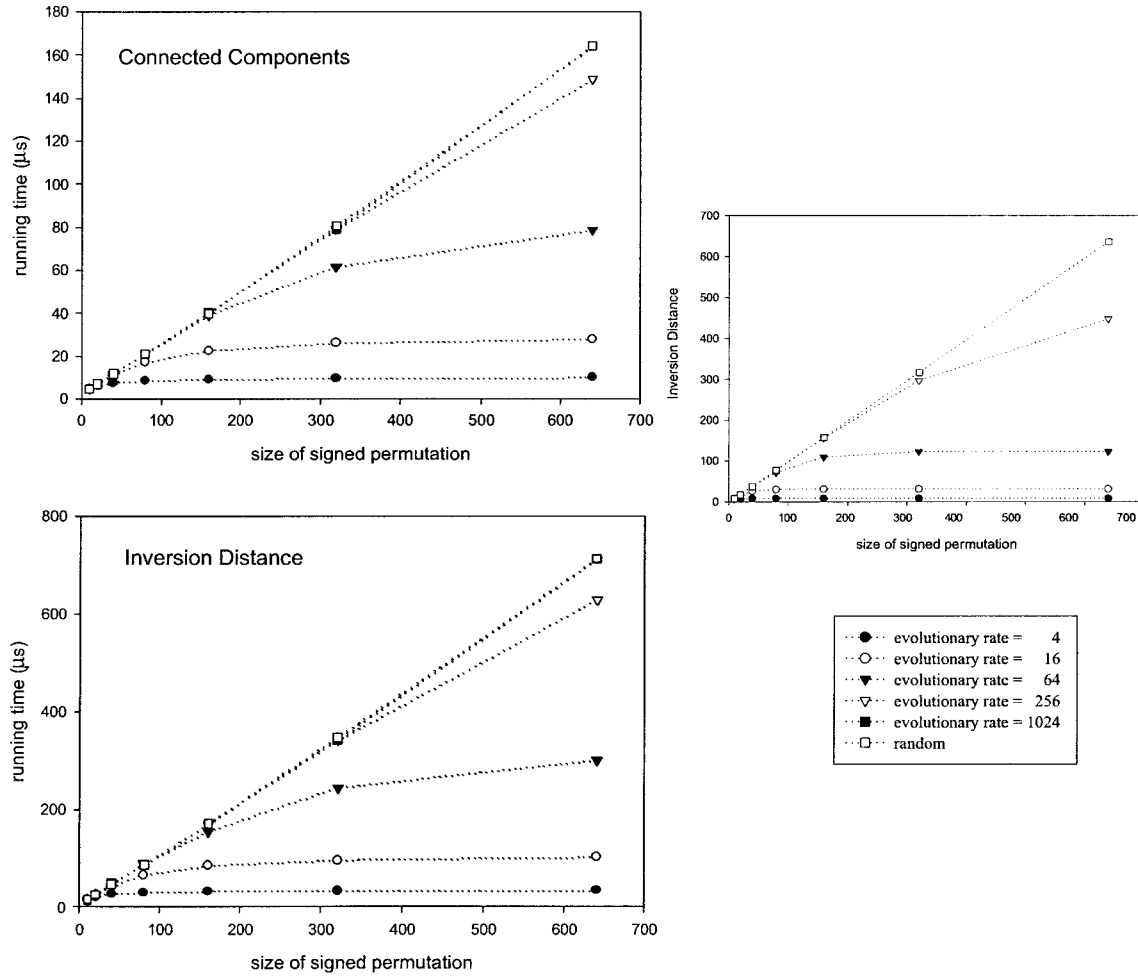 180
160
140
120
100
80
60
40
20
0
running time (µs)
Connected Components
0 100 200 300 400 500 600 700
size of signed permutation
700
600
500
400
300
200
100
0
Inversion Distance
0 100 200 300 400 500 600 700
size of signed permutation
800
600
400
200
0
running time (µs)
Inversion Distance
0 100 200 300 400 500 600 700
size of signed permutation
evolutionary rate = 4
evolutionary rate = 16
evolutionary rate = 64
evolutionary rate = 256
evolutionary rate = 1024
random